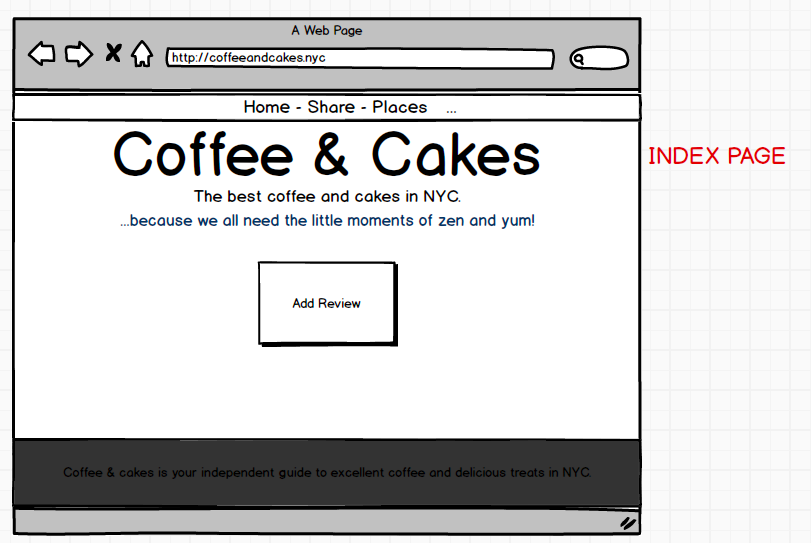 A Web Page
http://coffeeandcakes.nyc
Home - Share - Places ...
Coffee & Cakes
INDEX PAGE
The best coffee and cakes in NYC.
...because we all need the little moments of zen and yum!
Add Review
Coffee & cakes is your independent guide to excellent coffee and delicious treats in NYC.